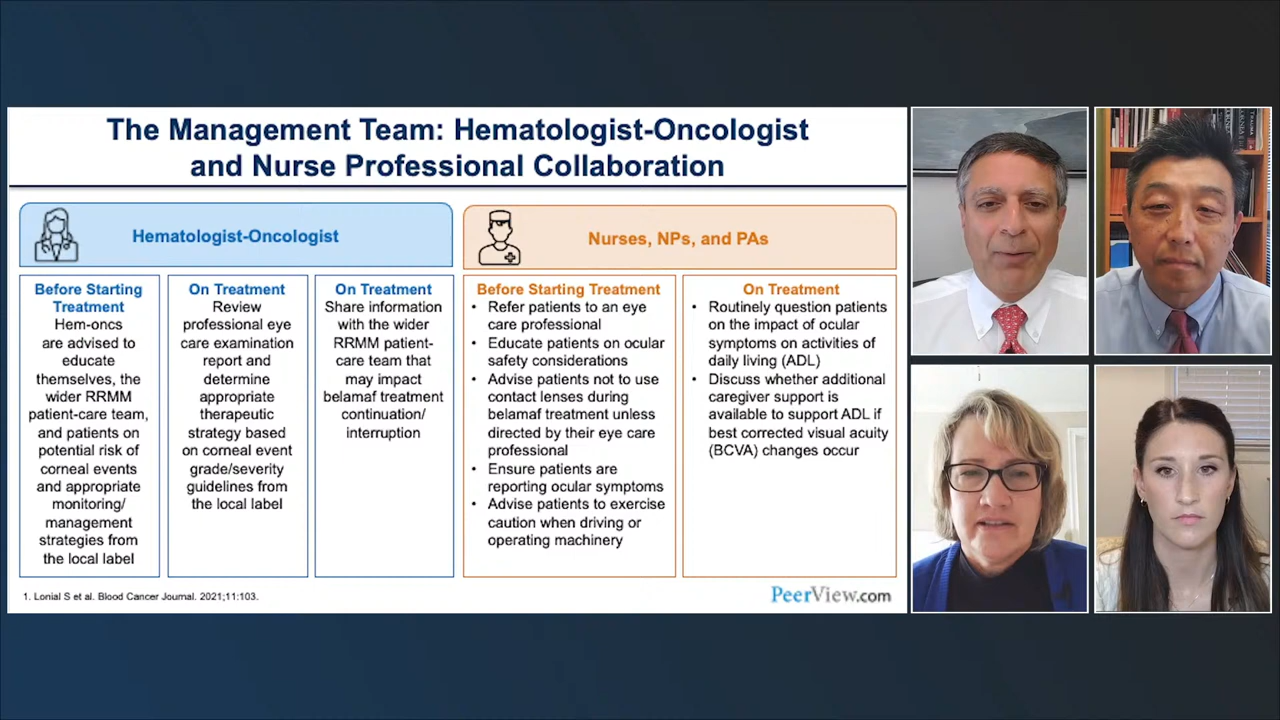 The Management Team: Hematologist-Oncologist
and Nurse Professional Collaboration
Hematologist-Oncologist
Before Starting
Treatment
Hem-oncs
are advised to
educate
themselves, the
wider RRMM
patient-care team,
and patients on
potential risk of
corneal events
and appropriate
monitoring/
management
strategies from
the local label
On Treatment
Review
professional eye
care examination
report and
determine
appropriate
therapeutic
strategy based
on corneal event
grade/severity
guidelines from
the local label
On Treatment
Share information
with the wider
RRMM patient-
care team that
may impact
belamaf treatment
continuation/
interruption
Nurses, NPs, and PAs
Before Starting Treatment
• Refer patients to an eye
care professional
• Educate patients on ocular
safety considerations
• Advise patients not to use
contact lenses during
belamaf treatment unless
directed by their eye care
professional
• Ensure patients are
reporting ocular symptoms
• Advise patients to exercise
caution when driving or
operating machinery
On Treatment
• Routinely question patients
on the impact of ocular
symptoms on activities of
daily living (ADL)
• Discuss whether additional
caregiver support is
available to support ADL if
best corrected visual acuity
(BCVA) changes occur
1. Lonial S et al. Blood Cancer Journal. 2021;11:103.
PeerView.com